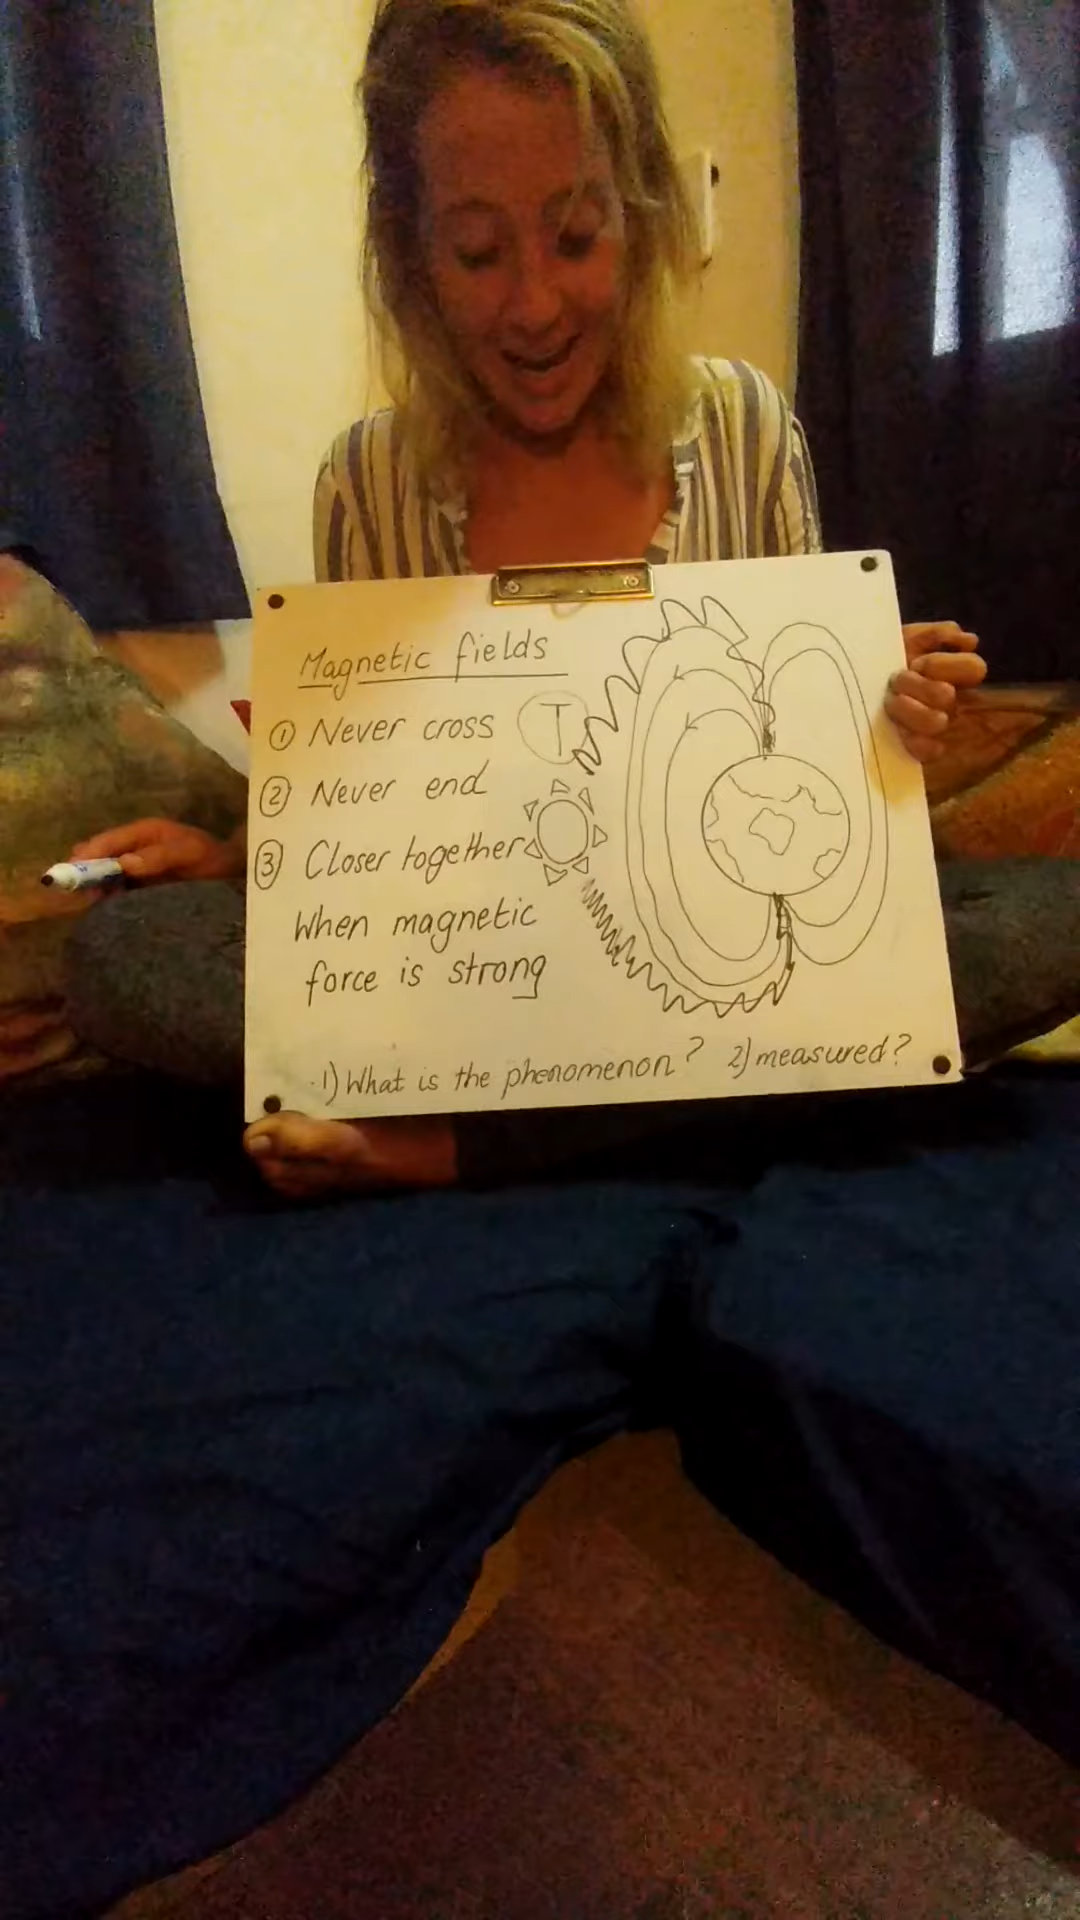 Magnetic fields
① Never cross
T
② Never end
③ Closer together
When magnetic
force is strong
1) What is the phenomenon? 2) measured?